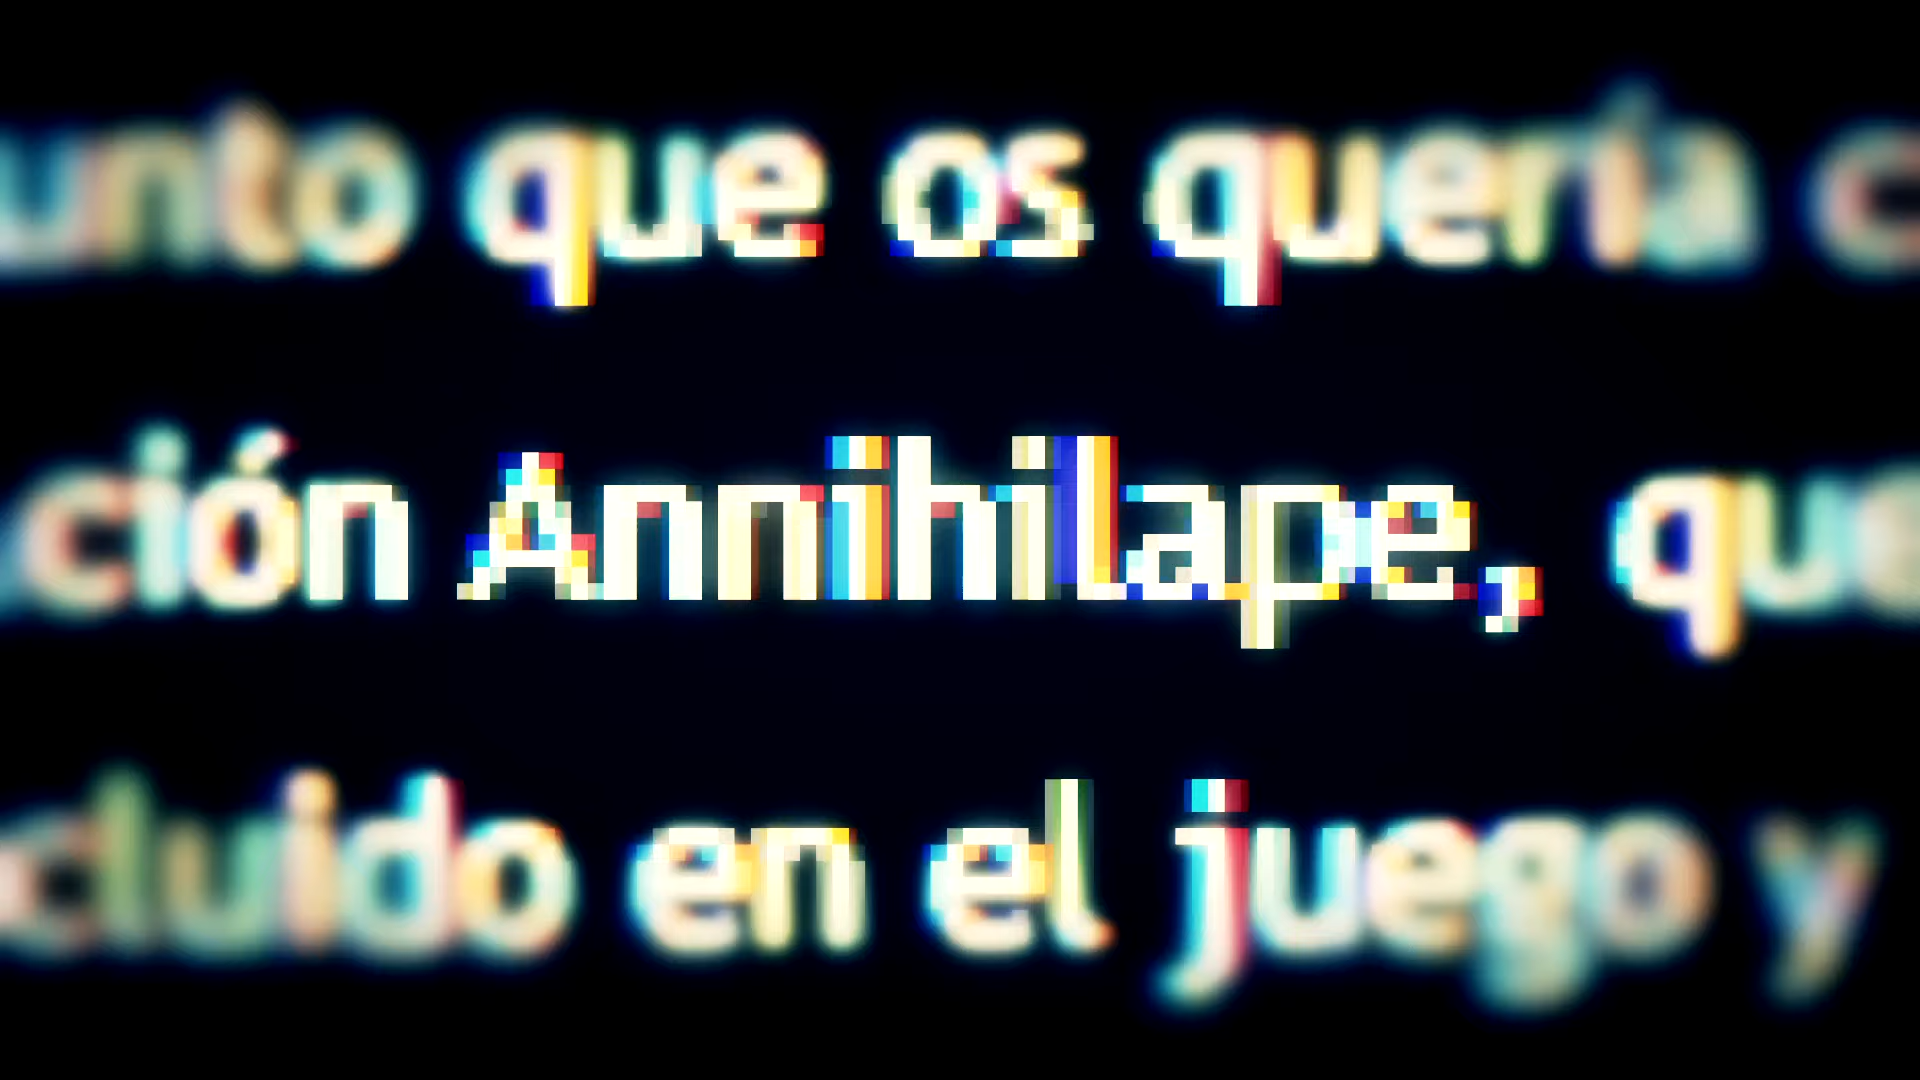 unto que os quería c
ción Annihilape, que
cluido en el juego y